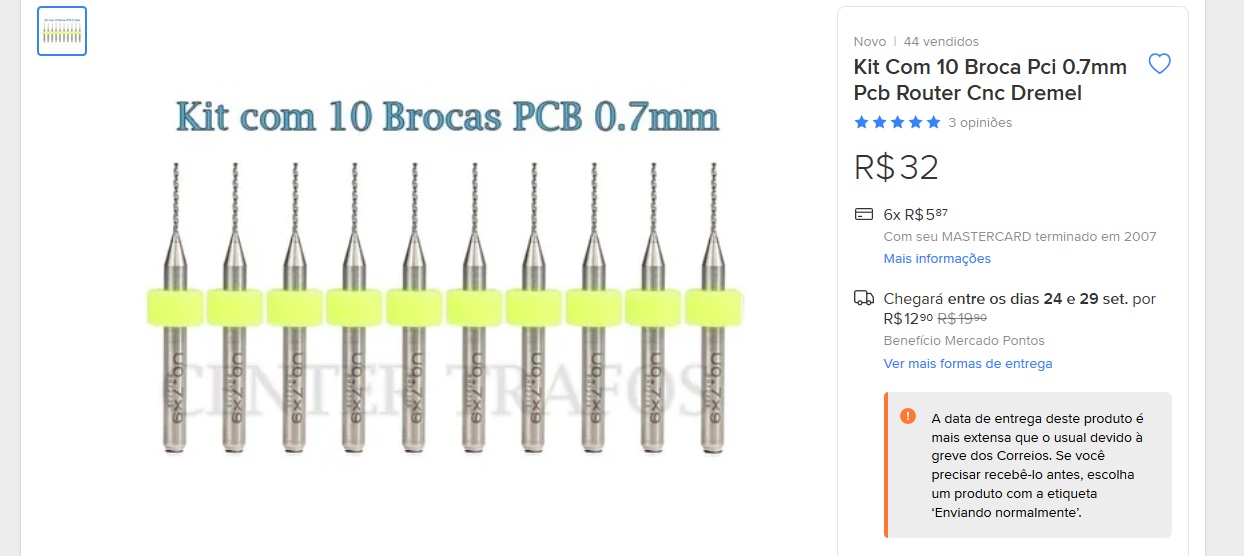 Kit com 10 Brocas PCB 0.7mm
CENTER TRAFOS
Novo | 44 vendidos
Kit Com 10 Broca Pci 0.7mm
Pcb Router Cnc Dremel
3 opiniões
R$ 32
6x R$ 5 87
Com seu MASTERCARD terminado em 2007
Mais informações
Chegará entre os dias 24 e 29 set. por
R$ 12 90 R$ 19 90
Benefício Mercado Pontos
Ver mais formas de entrega
A data de entrega deste produto é
mais extensa que o usual devido à
greve dos Correios. Se você
precisar recebê-lo antes, escolha
um produto com a etiqueta
‘Enviando normalmente’.